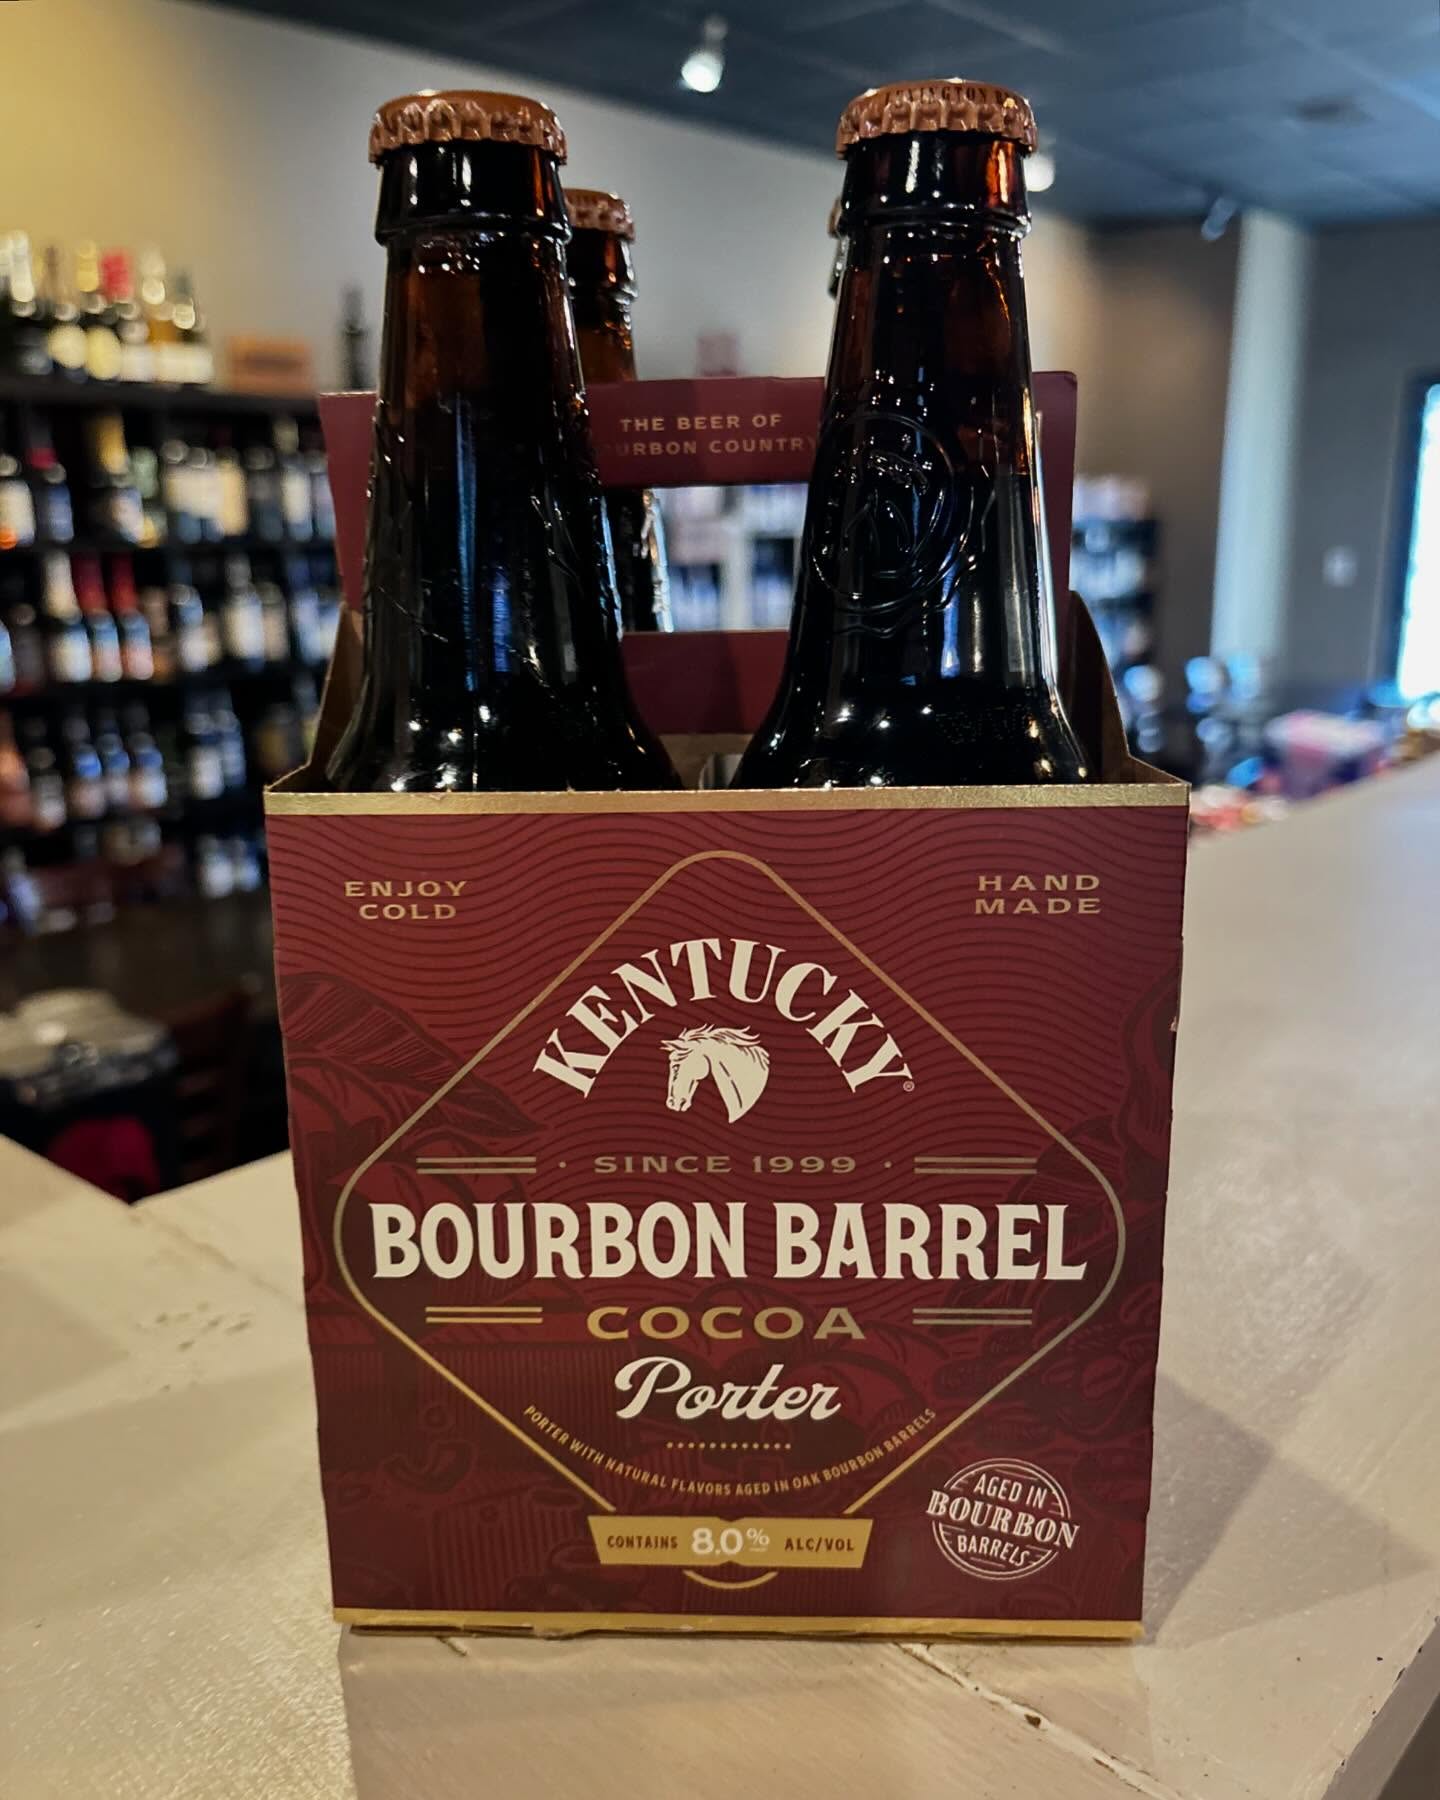 THE BEER OF
COUNTRY
ENJOY
COLD
HAND
MADE
KENTUCKY®
· SINCE 1999 ·
BOURBON BARREL
COCOA
Porter
PORTER WITH NATURAL FLAVORS AGED IN OAK BOURBON BARRELS
CONTAINS 8.0% ALC/VOL
AGED IN
BOURBON
BARRELS